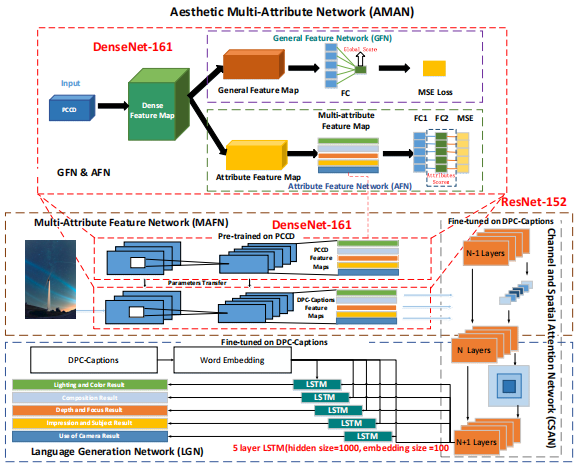 Aesthetic Multi-Attribute Network (AMAN)
DenseNet-161
General Feature Network (GFN)
Input
PCCD
Dense
Feature Map
General Feature Map
Global Score
FC
MSE Loss
GFN & AFN
Attribute Feature Map
Multi-attribute
Feature Map
FC1
FC2
MSE
Attributes
Scores
Attribute Feature Network (AFN)
ResNet-152
Multi-Attribute Feature Network (MAFN)
DenseNet-161
Fine-tuned on DPC-Captions
Pre-trained on PCCD
PCCD
Feature
Maps
N-1 Layers
Parameters Transfer
DPC-Captions
Feature
Maps
N Layers
N+1 Layers
Channel and Spatial Attention Network (CSAN)
Fine-tuned on DPC-Captions
DPC-Captions
Word Embedding
Lighting and Color Result
LSTM
Composition Result
LSTM
Depth and Focus Result
LSTM
Impression and Subject Result
LSTM
Use of Camera Result
LSTM
5 layer LSTM(hidden size=1000, embedding size =100
Language Generation Network (LGN)